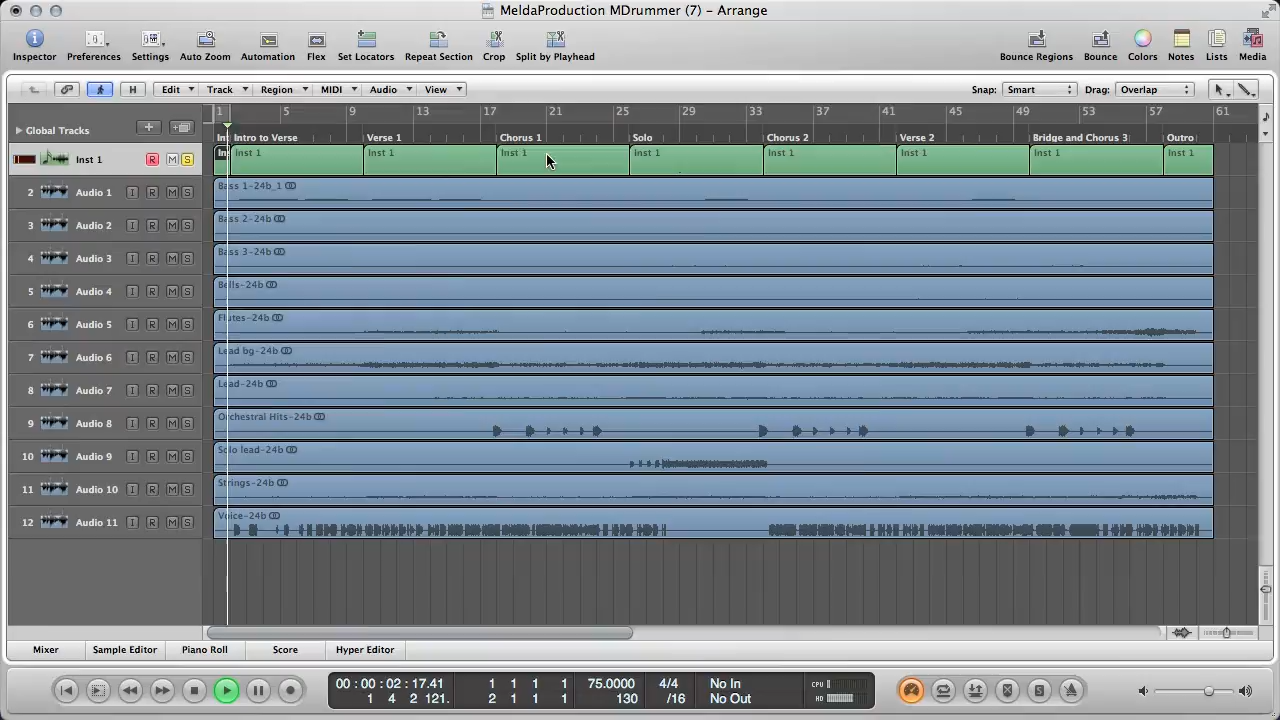 MeldaProduction MDrummer (7) – Arrange
Inspector Preferences Settings Auto Zoom Automation Flex Set Locators Repeat Section Crop Split by Playhead Bounce Regions Bounce Colors Notes Lists Media
H Edit Track Region MIDI Audio View Snap: Smart Drag: Overlap
1 5 9 13 17 21 25 29 33 37 41 45 49 53 57 61
Global Tracks
Int Intro to Verse Verse 1 Chorus 1 Solo Chorus 2 Verse 2 Bridge and Chorus 3 Outro
Inst 1 R M S Ins Inst 1 Inst 1 Inst 1 Inst 1 Inst 1 Inst 1 Inst 1 Inst 1
2 Audio 1 I R M S Bass 1-24b_1
3 Audio 2 I R M S Bass 2-24b
4 Audio 3 I R M S Bass 3-24b
5 Audio 4 I R M S Bells-24b
6 Audio 5 I R M S Flutes-24b
7 Audio 6 I R M S Lead bg-24b
8 Audio 7 I R M S Lead-24b
9 Audio 8 I R M S Orchestral Hits-24b
10 Audio 9 I R M S Solo lead-24b
11 Audio 10 I R M S Strings-24b
12 Audio 11 I R M S Voice-24b
Mixer Sample Editor Piano Roll Score Hyper Editor
00 : 00 : 02 : 17.41 1 1 1 1 75.0000 4/4 No In CPU
1 4 2 121. 2 1 1 1 130 /16 No Out HD
S